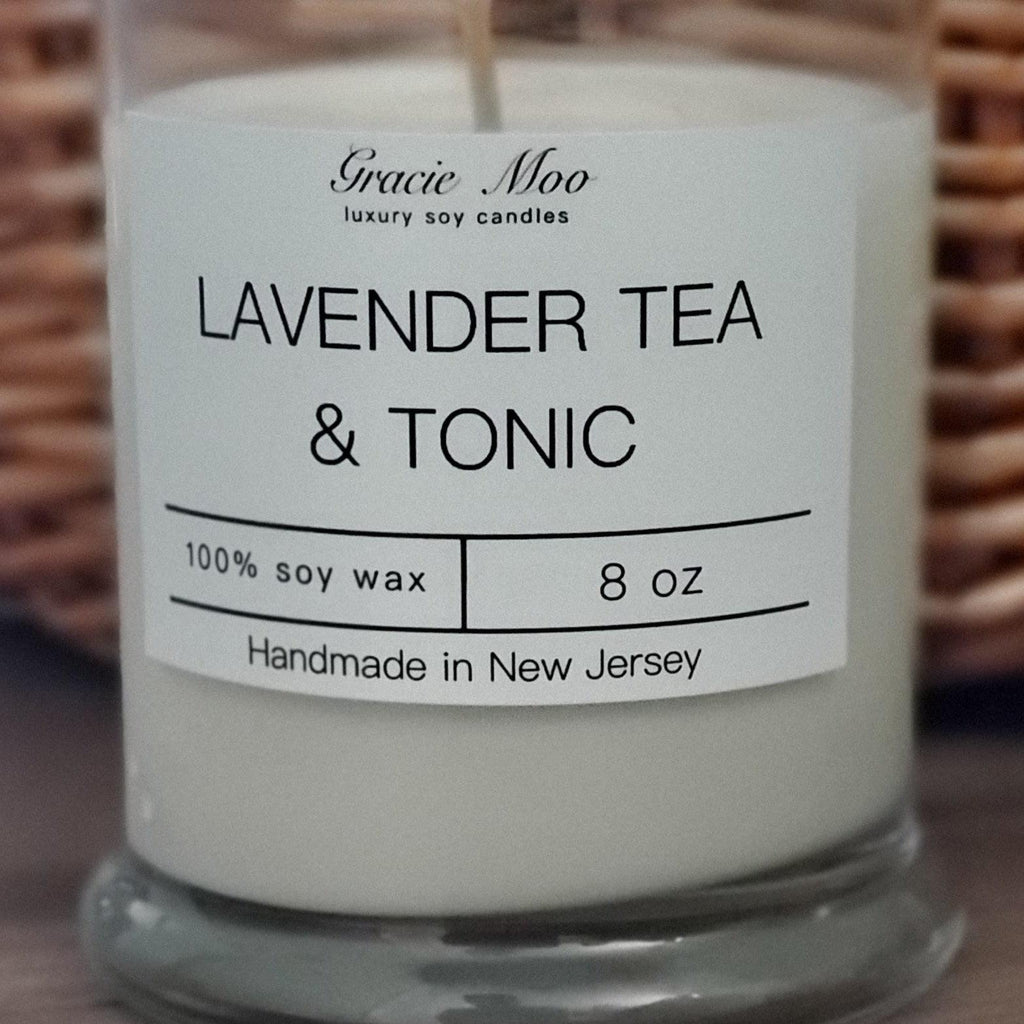 Gracie Moo
luxury soy candles
LAVENDER TEA
& TONIC
100% soy wax
8 oz
Handmade in New Jersey